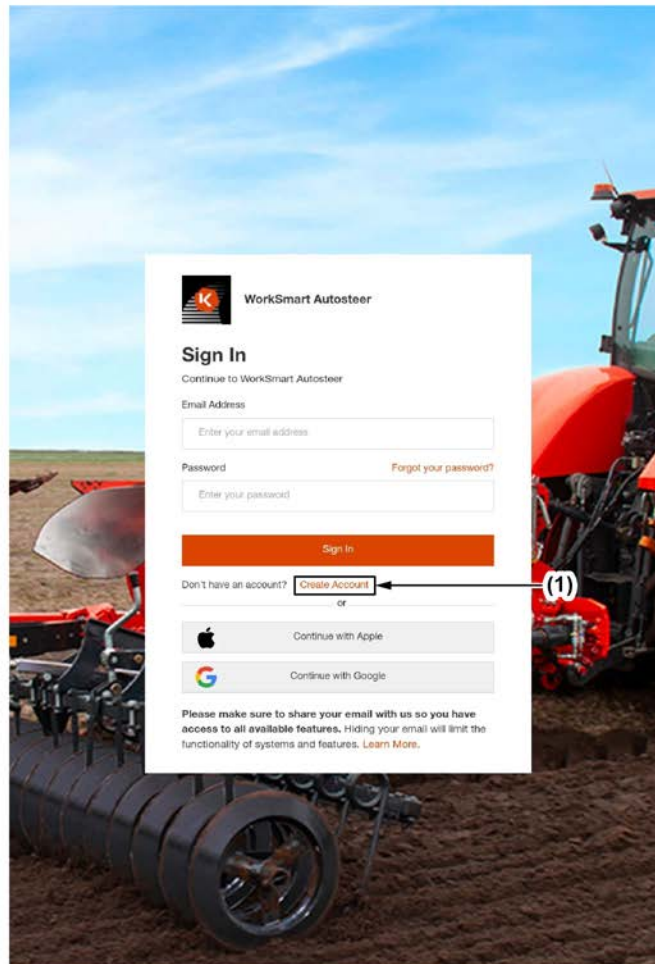 WorkSmart Autosteer
Sign In
Continue to WorkSmart Autosteer
Email Address
Enter your email address
Password Forgot your password?
Enter your password
Sign In
Don't have an account? Create Account (1)
or
Continue with Apple
Continue with Google
Please make sure to share your email with us so you have
access to all available features. Hiding your email will limit the
functionality of systems and features. Learn More.